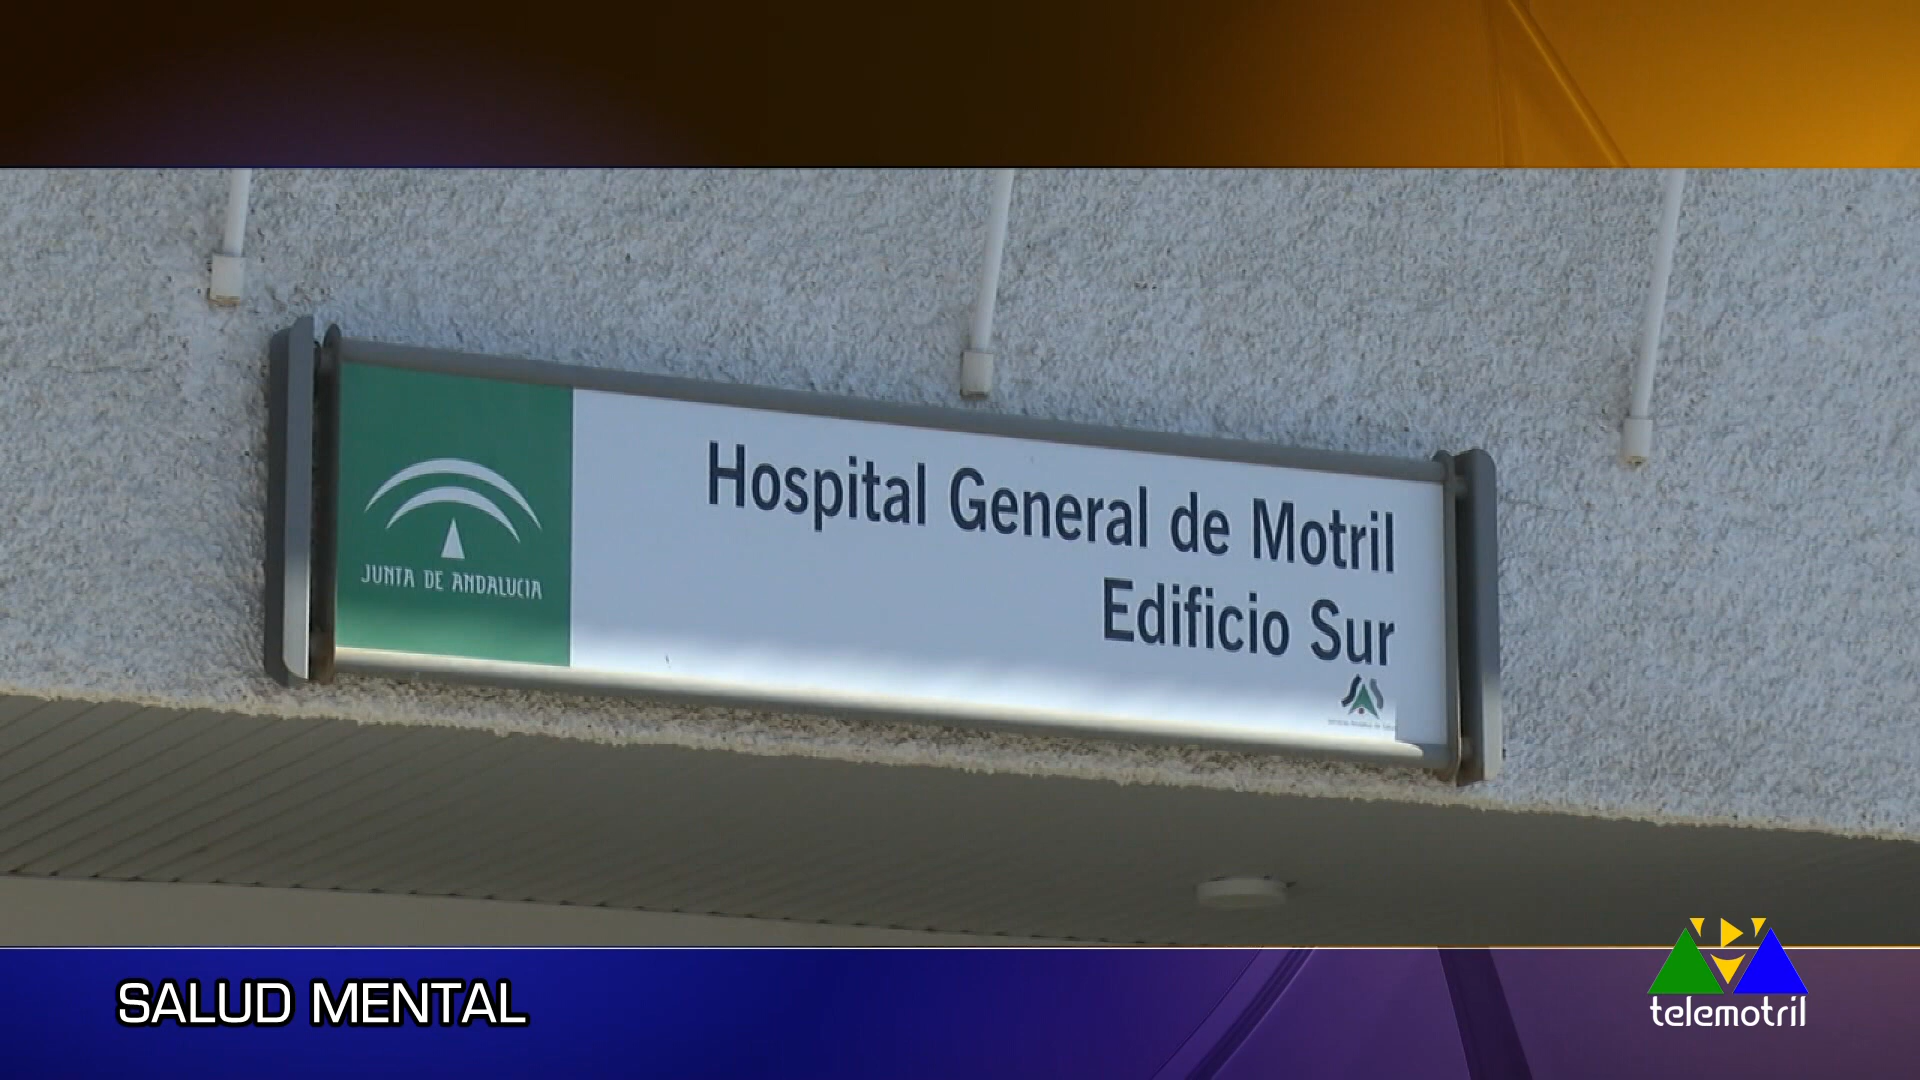 Hospital General de Motril
Edificio Sur
JUNTA DE ANDALUCIA
SALUD MENTAL
telemotril